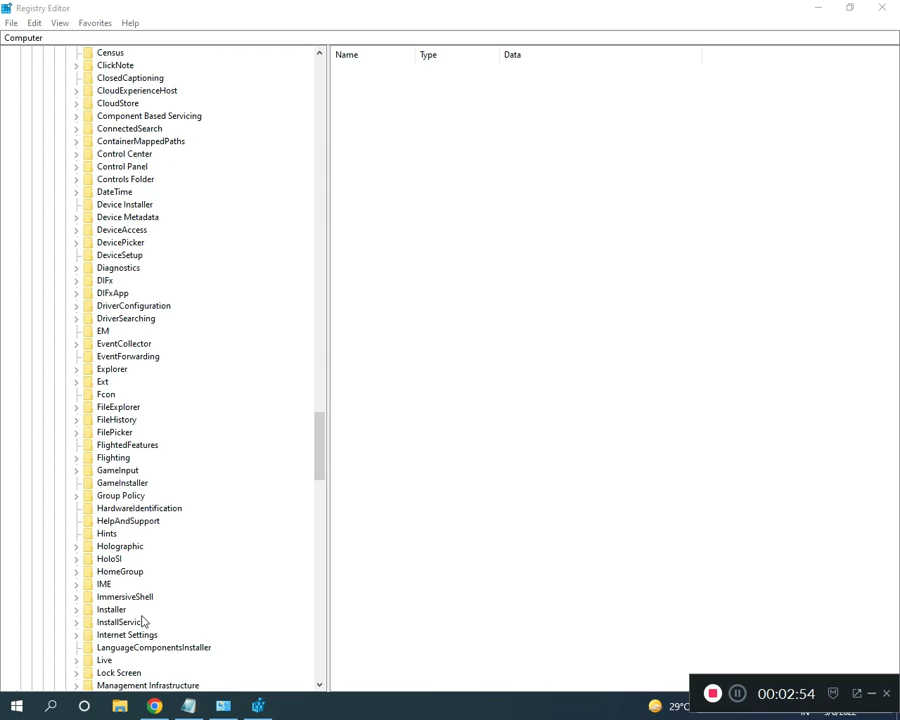 Registry Editor
File Edit View Favorites Help
Computer
Name Type Data
Census
ClickNote
ClosedCaptioning
CloudExperienceHost
CloudStore
Component Based Servicing
ConnectedSearch
ContainerMappedPaths
Control Center
Control Panel
Controls Folder
DateTime
Device Installer
Device Metadata
DeviceAccess
DevicePicker
DeviceSetup
Diagnostics
DIFx
DIFxApp
DriverConfiguration
DriverSearching
EM
EventCollector
EventForwarding
Explorer
Ext
Fcon
FileExplorer
FileHistory
FilePicker
FlightedFeatures
Flighting
GameInput
GameInstaller
Group Policy
HardwareIdentification
HelpAndSupport
Hints
Holographic
HoloSI
HomeGroup
IME
ImmersiveShell
Installer
InstallService
Internet Settings
LanguageComponentsInstaller
Live
Lock Screen
Management Infrastructure
00:02:54
29°C